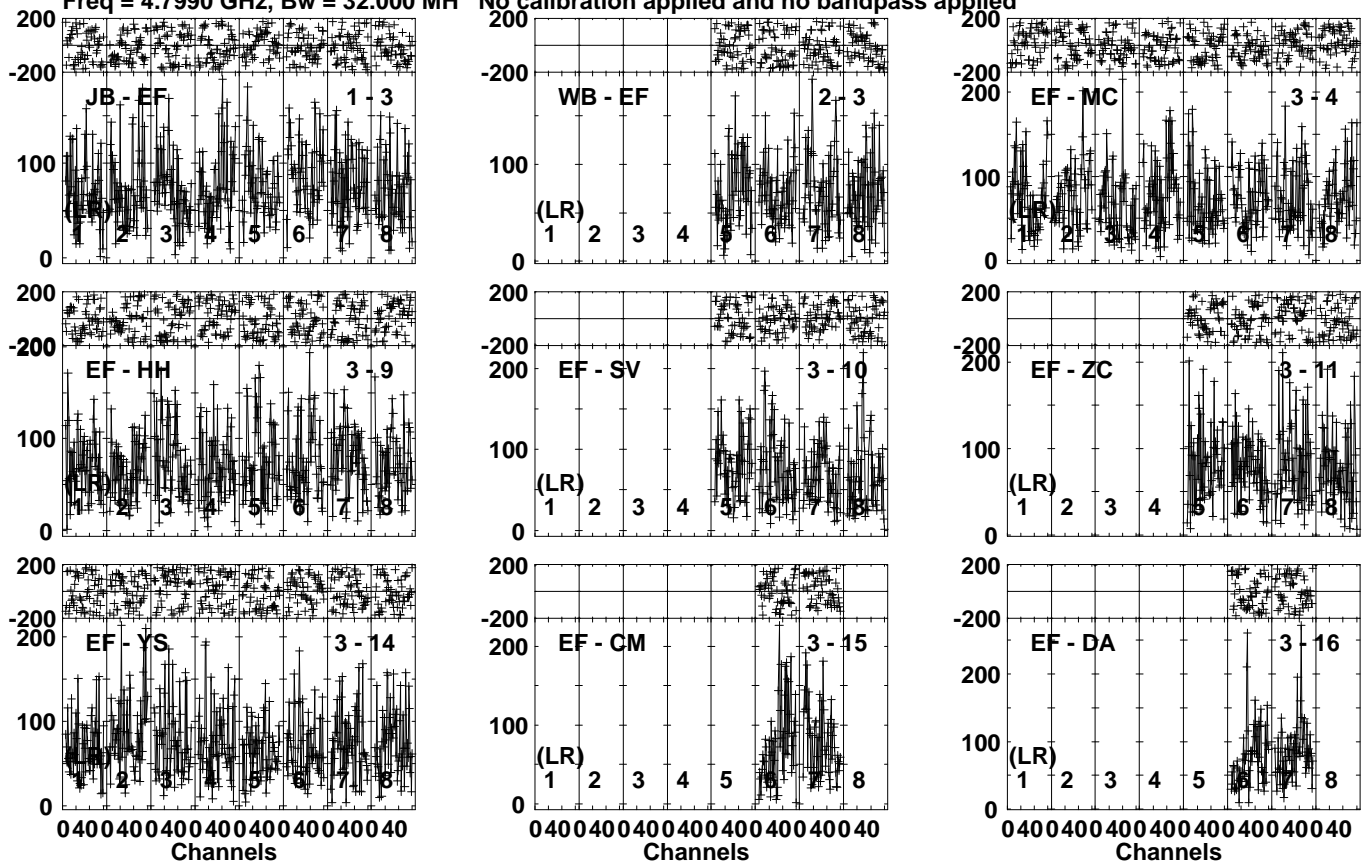 Freq = 4.7990 GHz, Bw = 32.000 MH No calibration applied and no bandpass applied
200 200 200
-200 -200
JB - EF 1 - 3 WB - EF 2 - 3 200 EF - MC 3 - 4
100 100 100
(LR) (LR) (LR)
1 2 3 4 5 6 7 8 1 2 3 4 5 6 7 8 1 2 3 4 5 6 7 8
0 0 0
200 200 200
-200 -200
EF - HH 3 - 9 200 EF - SV 3 - 10 200 EF - ZC 3 - 11
100 100 100
(LR) (LR) (LR)
1 2 3 4 5 6 7 8 1 2 3 4 5 6 7 8 1 2 3 4 5 6 7 8
0 0 0
200 200 200
-200 -200 -200
200 EF - YS 3 - 14 EF - CM 3 - 15 EF - DA 3 - 16
200 200
100 100 100
(LR) (LR) (LR)
1 2 3 4 5 6 7 8 1 2 3 4 5 6 7 8 1 2 3 4 5 6 7 8
0 0 0
0 40 0 40 0 40 0 40 0 40 0 40 0 40 0 40 0 40 0 40 0 40 0 40 0 40 0 40 0 40 0 40 0 40 0 40 0 40 0 40 0 40 0 40 0 40 0 40
Channels Channels Channels